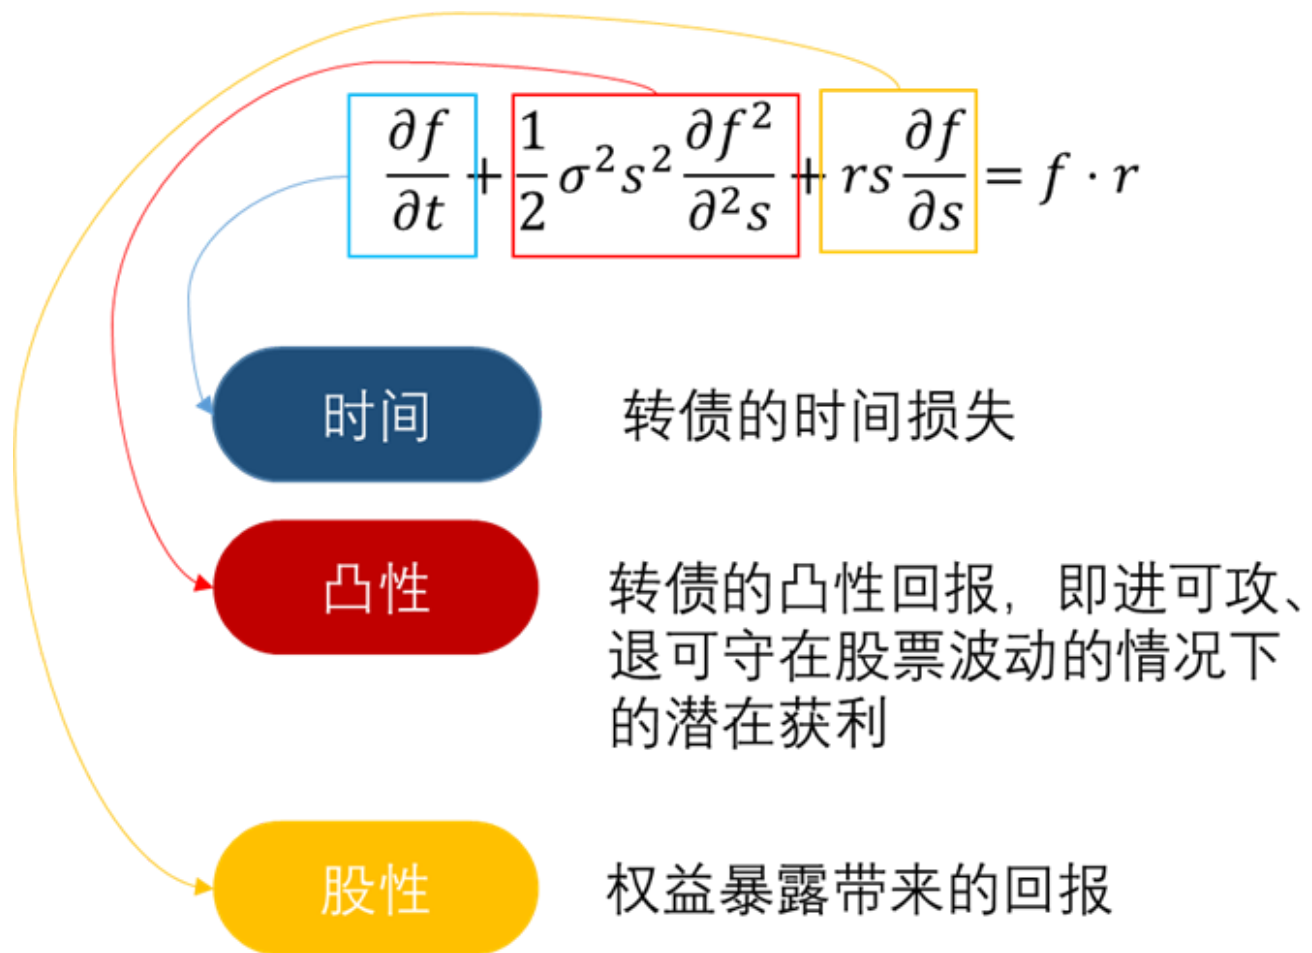 ∂f/∂t + 1/2 σ² s² ∂f²/∂²s + rs ∂f/∂s = f · r
时间
转债的时间损失
凸性
转债的凸性回报，即进可攻、
退可守在股票波动的情况下
的潜在获利
股性
权益暴露带来的回报